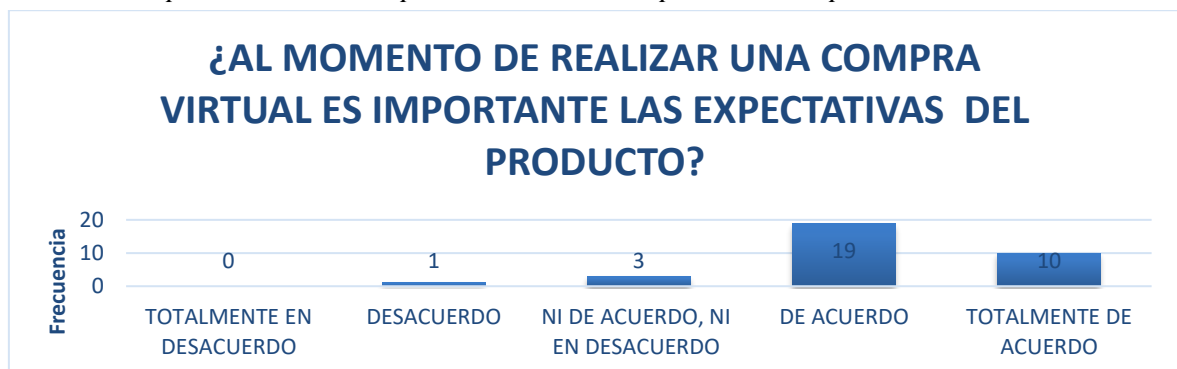 ¿AL MOMENTO DE REALIZAR UNA COMPRA
VIRTUAL ES IMPORTANTE LAS EXPECTATIVAS DEL
PRODUCTO?
Frecuencia
20
10
0
0
1
3
19
10
TOTALMENTE EN
DESACUERDO
DESACUERDO
NI DE ACUERDO, NI
EN DESACUERDO
DE ACUERDO
TOTALMENTE DE
ACUERDO